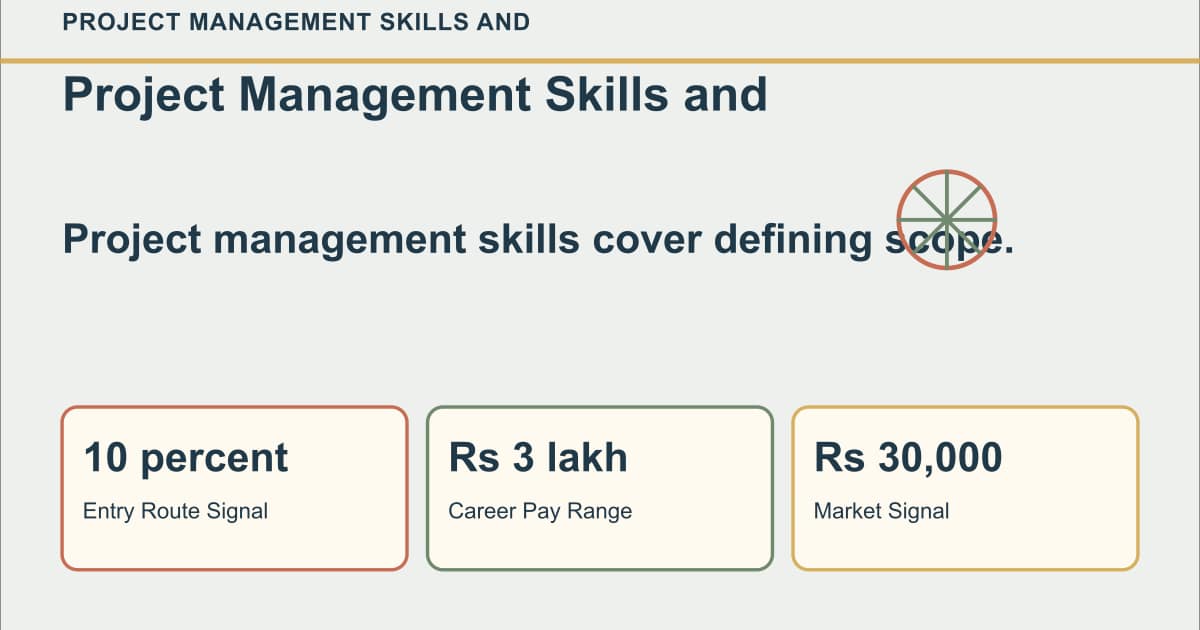 PROJECT MANAGEMENT SKILLS AND
Project Management Skills and
Project management skills cover defining scope.
10 percent
Entry Route Signal
Rs 3 lakh
Career Pay Range
Rs 30,000
Market Signal